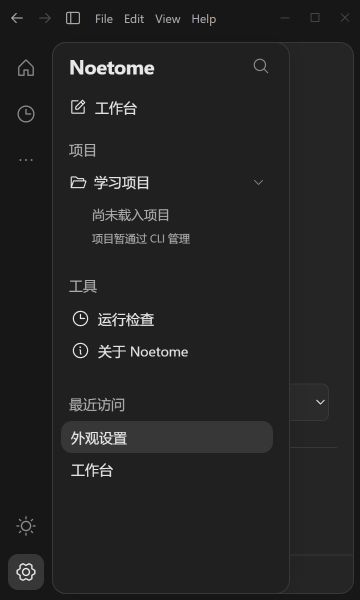 File Edit View Help
Noetome
工作台
项目
学习项目
尚未载入项目
项目暂通过 CLI 管理
工具
运行检查
关于 Noetome
最近访问
外观设置
工作台